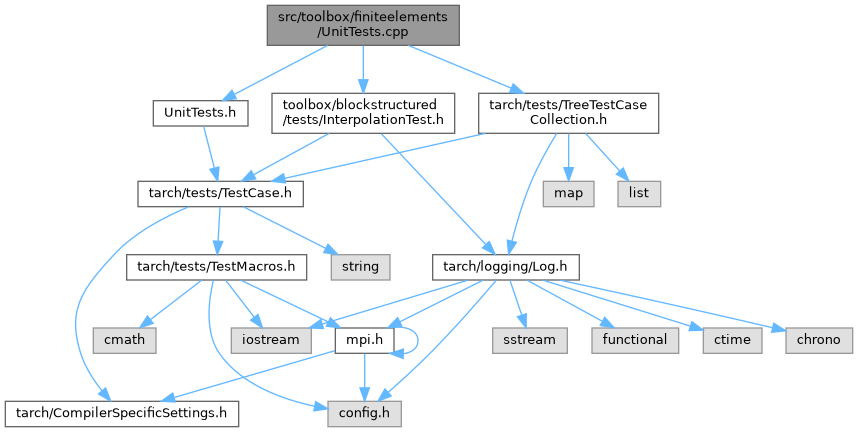 src/toolbox/finiteelements
/UnitTests.cpp
UnitTests.h
toolbox/blockstructured
/tests/InterpolationTest.h
tarch/tests/TreeTestCase
Collection.h
tarch/tests/TestCase.h
map
list
tarch/tests/TestMacros.h
string
tarch/logging/Log.h
cmath
iostream
mpi.h
sstream
functional
ctime
chrono
tarch/CompilerSpecificSettings.h
config.h